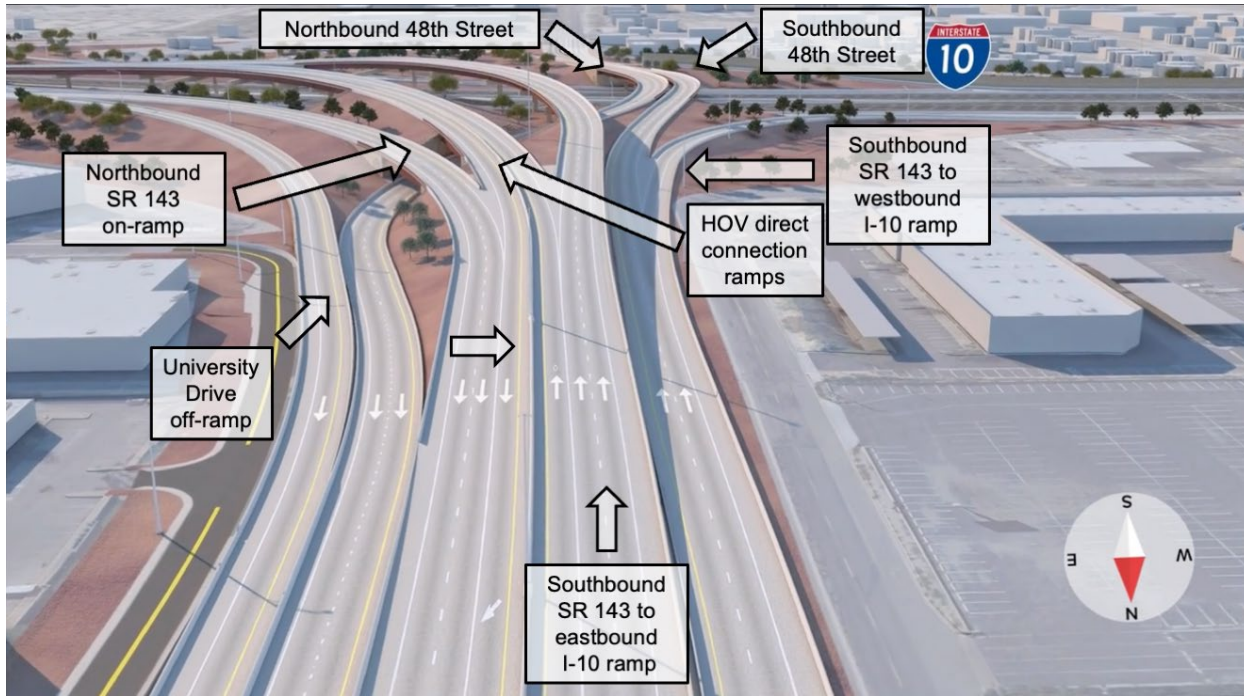 Northbound 48th Street
Southbound
48th Street
INTERSTATE
10
Northbound
SR 143
on-ramp
Southbound
SR 143 to
westbound
I-10 ramp
HOV direct
connection
ramps
University
Drive
off-ramp
Southbound
SR 143 to
eastbound
I-10 ramp
S
E
W
N